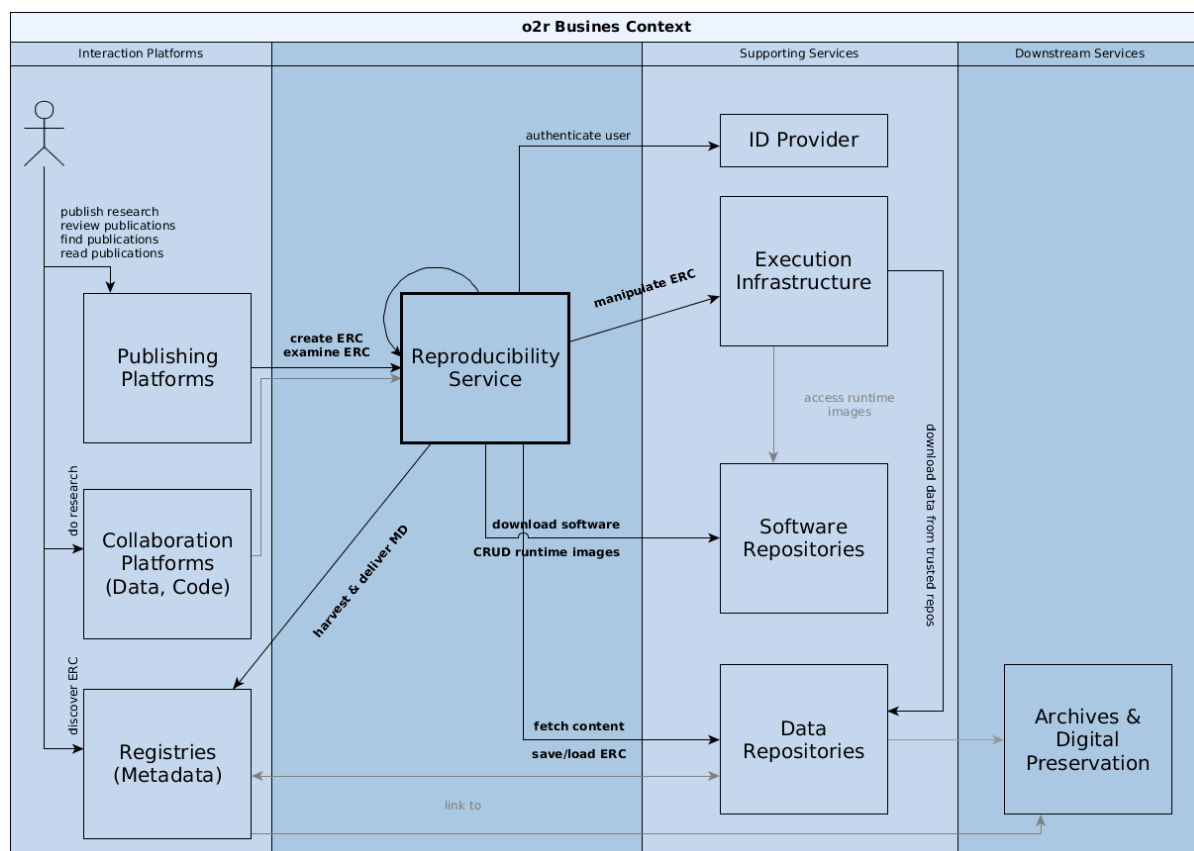 o2r Busines Context
Interaction Platforms
Supporting Services
Downstream Services
authenticate user
ID Provider
publish research
review publications
find publications
read publications
manipulate ERC
Execution
Infrastructure
Publishing
Platforms
create ERC
examine ERC
Reproducibility
Service
access runtime
images
download data from trusted repos
do research
Collaboration
Platforms
(Data, Code)
harvest & deliver MD
download software
CRUD runtime images
Software
Repositories
discover ERC
Registries
(Metadata)
fetch content
save/load ERC
Data
Repositories
Archives &
Digital
Preservation
link to